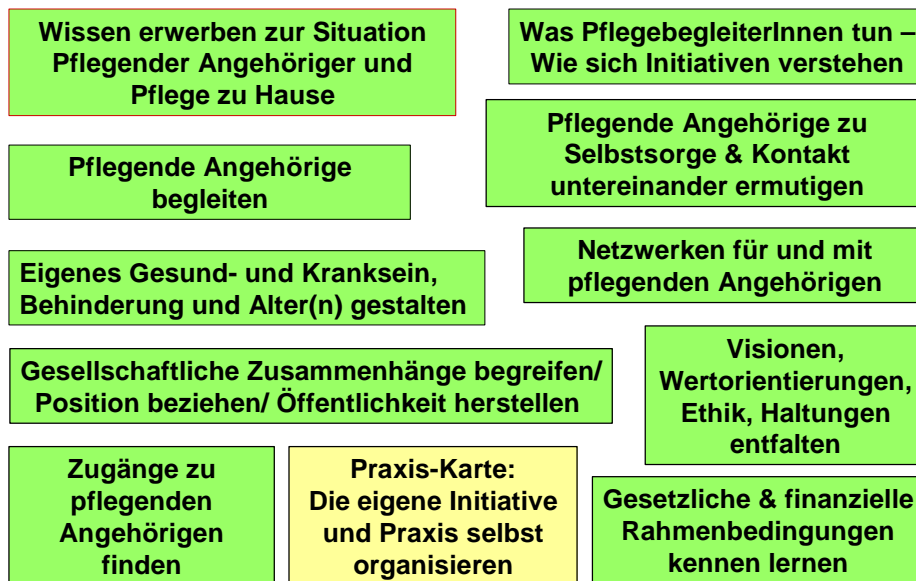 Wissen erwerben zur Situation
Pflegender Angehöriger und
Pflege zu Hause
Was PflegebegleiterInnen tun –
Wie sich Initiativen verstehen
Pflegende Angehörige zu
Selbstsorge & Kontakt
untereinander ermutigen
Pflegende Angehörige
begleiten
Netzwerken für und mit
pflegenden Angehörigen
Eigenes Gesund- und Kranksein,
Behinderung und Alter(n) gestalten
Gesellschaftliche Zusammenhänge begreifen/
Position beziehen/ Öffentlichkeit herstellen
Visionen,
Wertorientierungen,
Ethik, Haltungen
entfalten
Zugänge zu
pflegenden
Angehörigen
finden
Praxis-Karte:
Die eigene Initiative
und Praxis selbst
organisieren
Gesetzliche & finanzielle
Rahmenbedingungen
kennen lernen